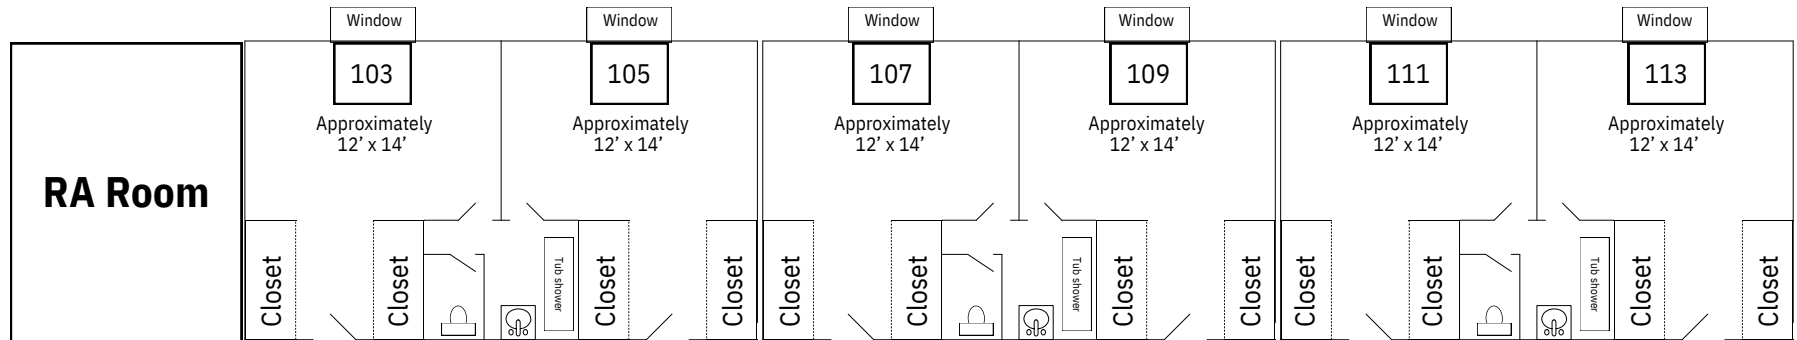 Window
Window
Window
Window
Window
Window
103
105
107
109
111
113
Approximately
12’ x 14’
Approximately
12’ x 14’
Approximately
12’ x 14’
Approximately
12’ x 14’
Approximately
12’ x 14’
Approximately
12’ x 14’
RA Room
Closet
Closet
Tub shower
Closet
Closet
Closet
Closet
Tub shower
Closet
Closet
Closet
Closet
Tub shower
Closet
Closet